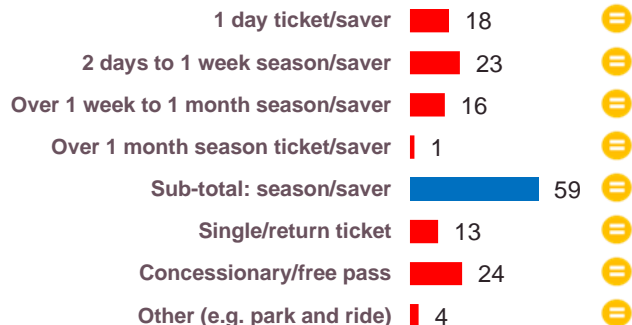 1 day ticket/saver 18
2 days to 1 week season/saver 23
Over 1 week to 1 month season/saver 16
Over 1 month season ticket/saver 1
Sub-total: season/saver 59
Single/return ticket 13
Concessionary/free pass 24
Other (e.g. park and ride) 4